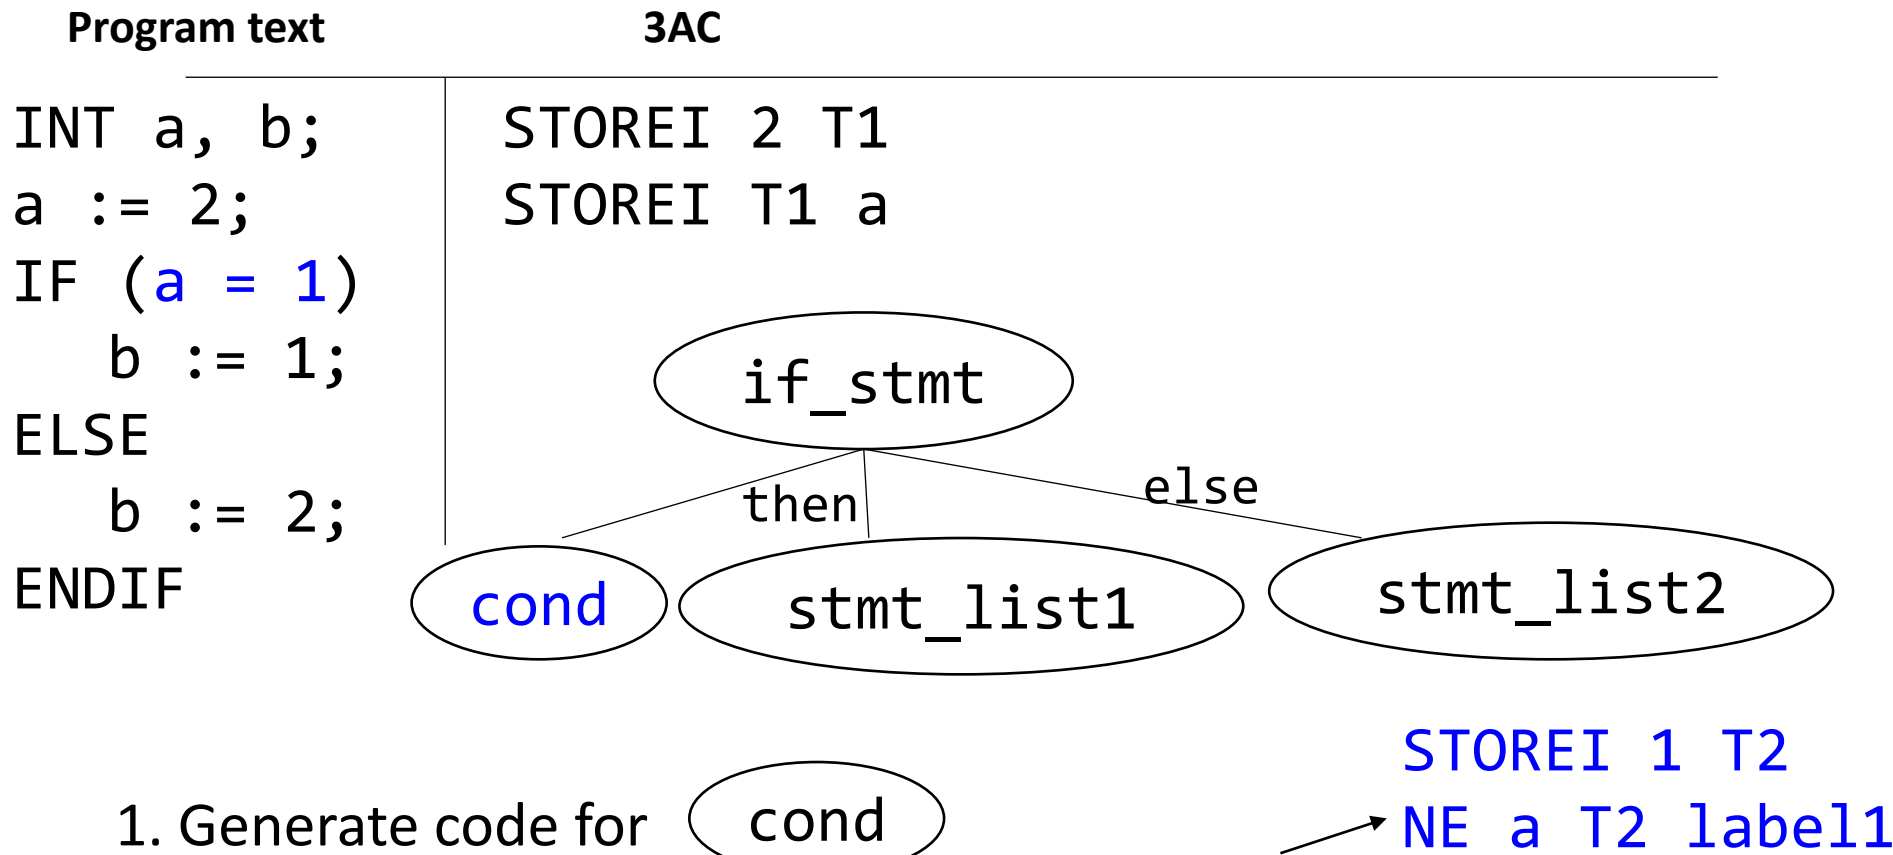 Program text
3AC
INT a, b;
a := 2;
IF (a = 1)
b := 1;
ELSE
b := 2;
ENDIF
STOREI 2 T1
STOREI T1 a
if_stmt
then
else
cond
stmt_list1
stmt_list2
1. Generate code for cond
STOREI 1 T2
NE a T2 label1